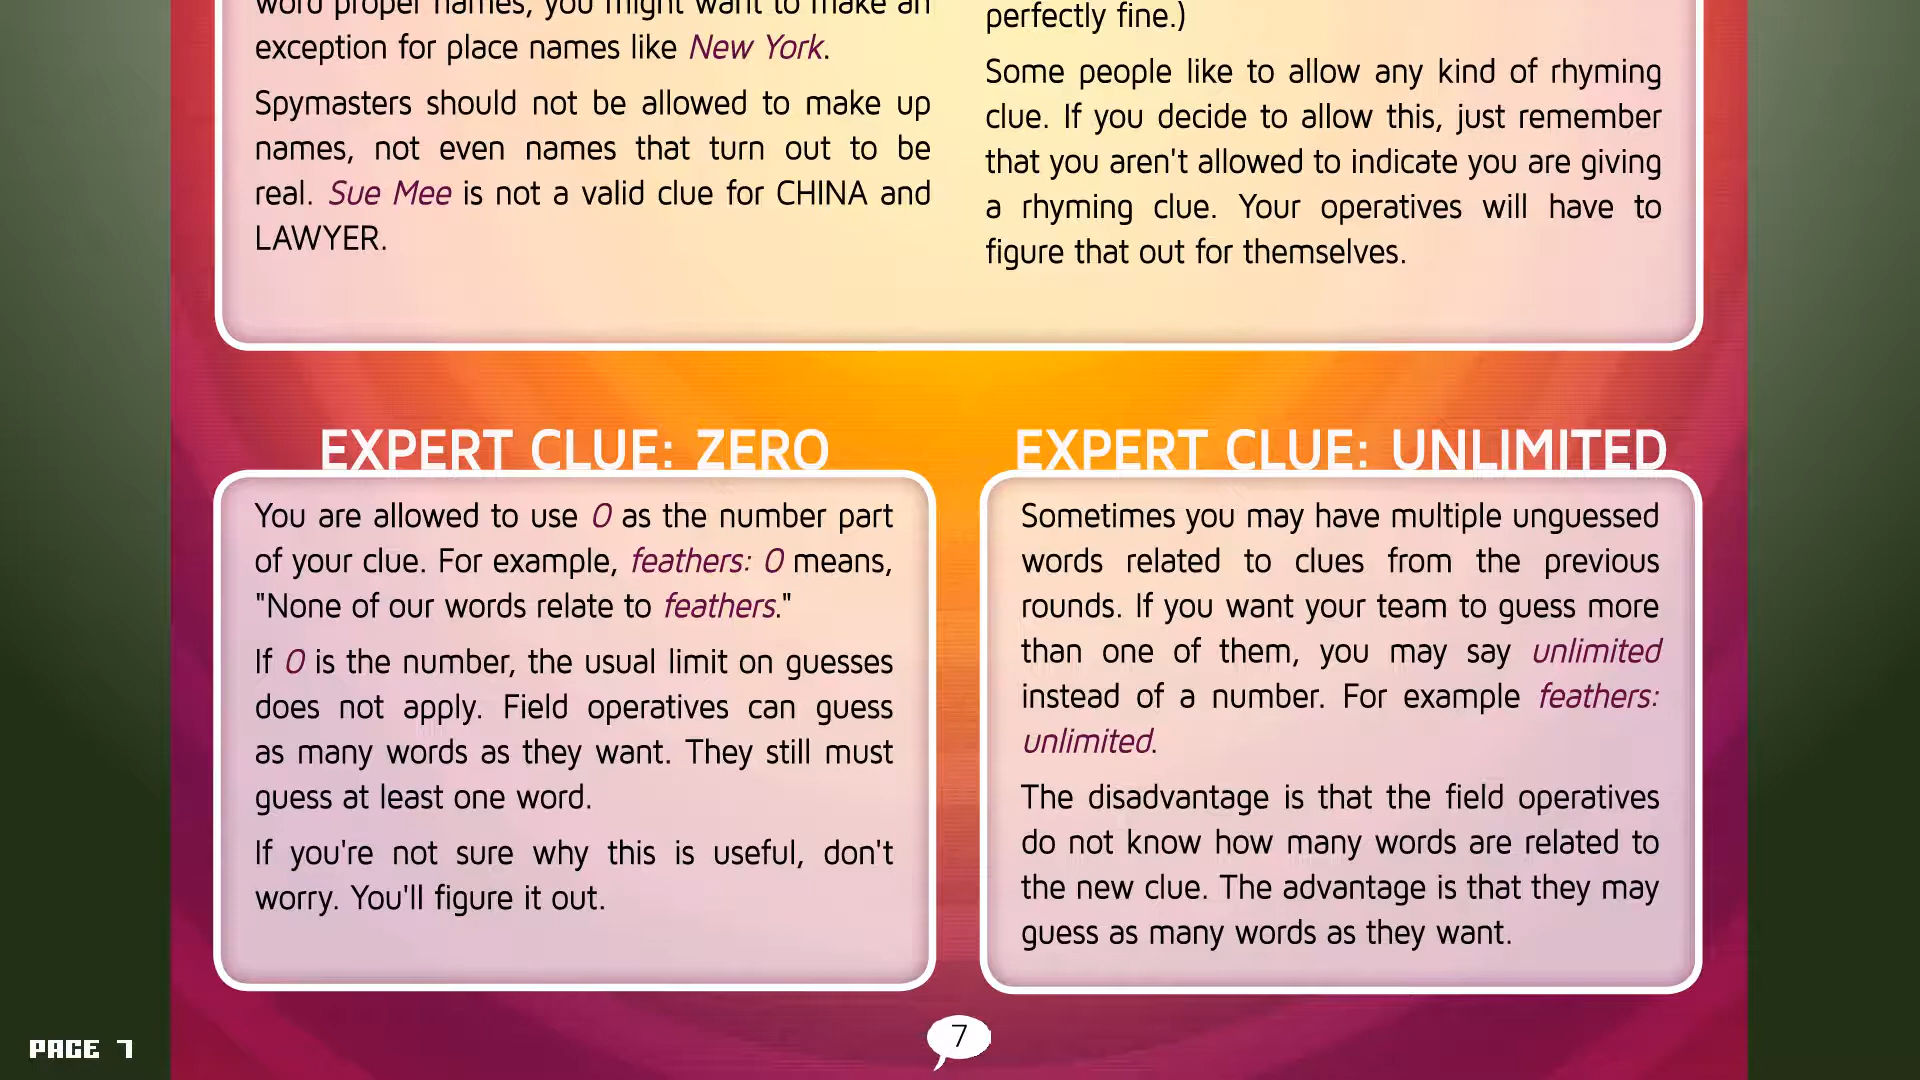 word proper names, you might want to make an
exception for place names like New York.
Spymasters should not be allowed to make up
names, not even names that turn out to be
real. Sue Mee is not a valid clue for CHINA and
LAWYER.
perfectly fine.)
Some people like to allow any kind of rhyming
clue. If you decide to allow this, just remember
that you aren't allowed to indicate you are giving
a rhyming clue. Your operatives will have to
figure that out for themselves.
EXPERT CLUE: ZERO
You are allowed to use 0 as the number part
of your clue. For example, feathers: 0 means,
"None of our words relate to feathers."
If 0 is the number, the usual limit on guesses
does not apply. Field operatives can guess
as many words as they want. They still must
guess at least one word.
If you're not sure why this is useful, don't
worry. You'll figure it out.
EXPERT CLUE: UNLIMITED
Sometimes you may have multiple unguessed
words related to clues from the previous
rounds. If you want your team to guess more
than one of them, you may say unlimited
instead of a number. For example feathers:
unlimited.
The disadvantage is that the field operatives
do not know how many words are related to
the new clue. The advantage is that they may
guess as many words as they want.
7
PAGE 7